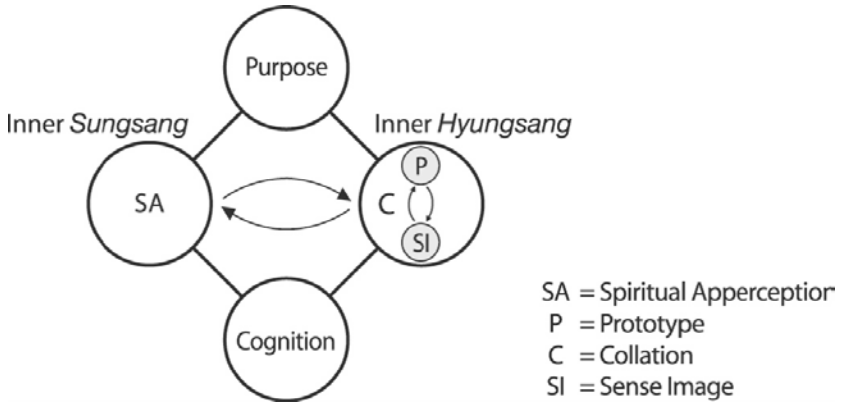 Purpose
Inner Sungsang
Inner Hyungsang
SA
P
C
SI
Cognition
SA = Spiritual Apperception
P = Prototype
C = Collation
SI = Sense Image